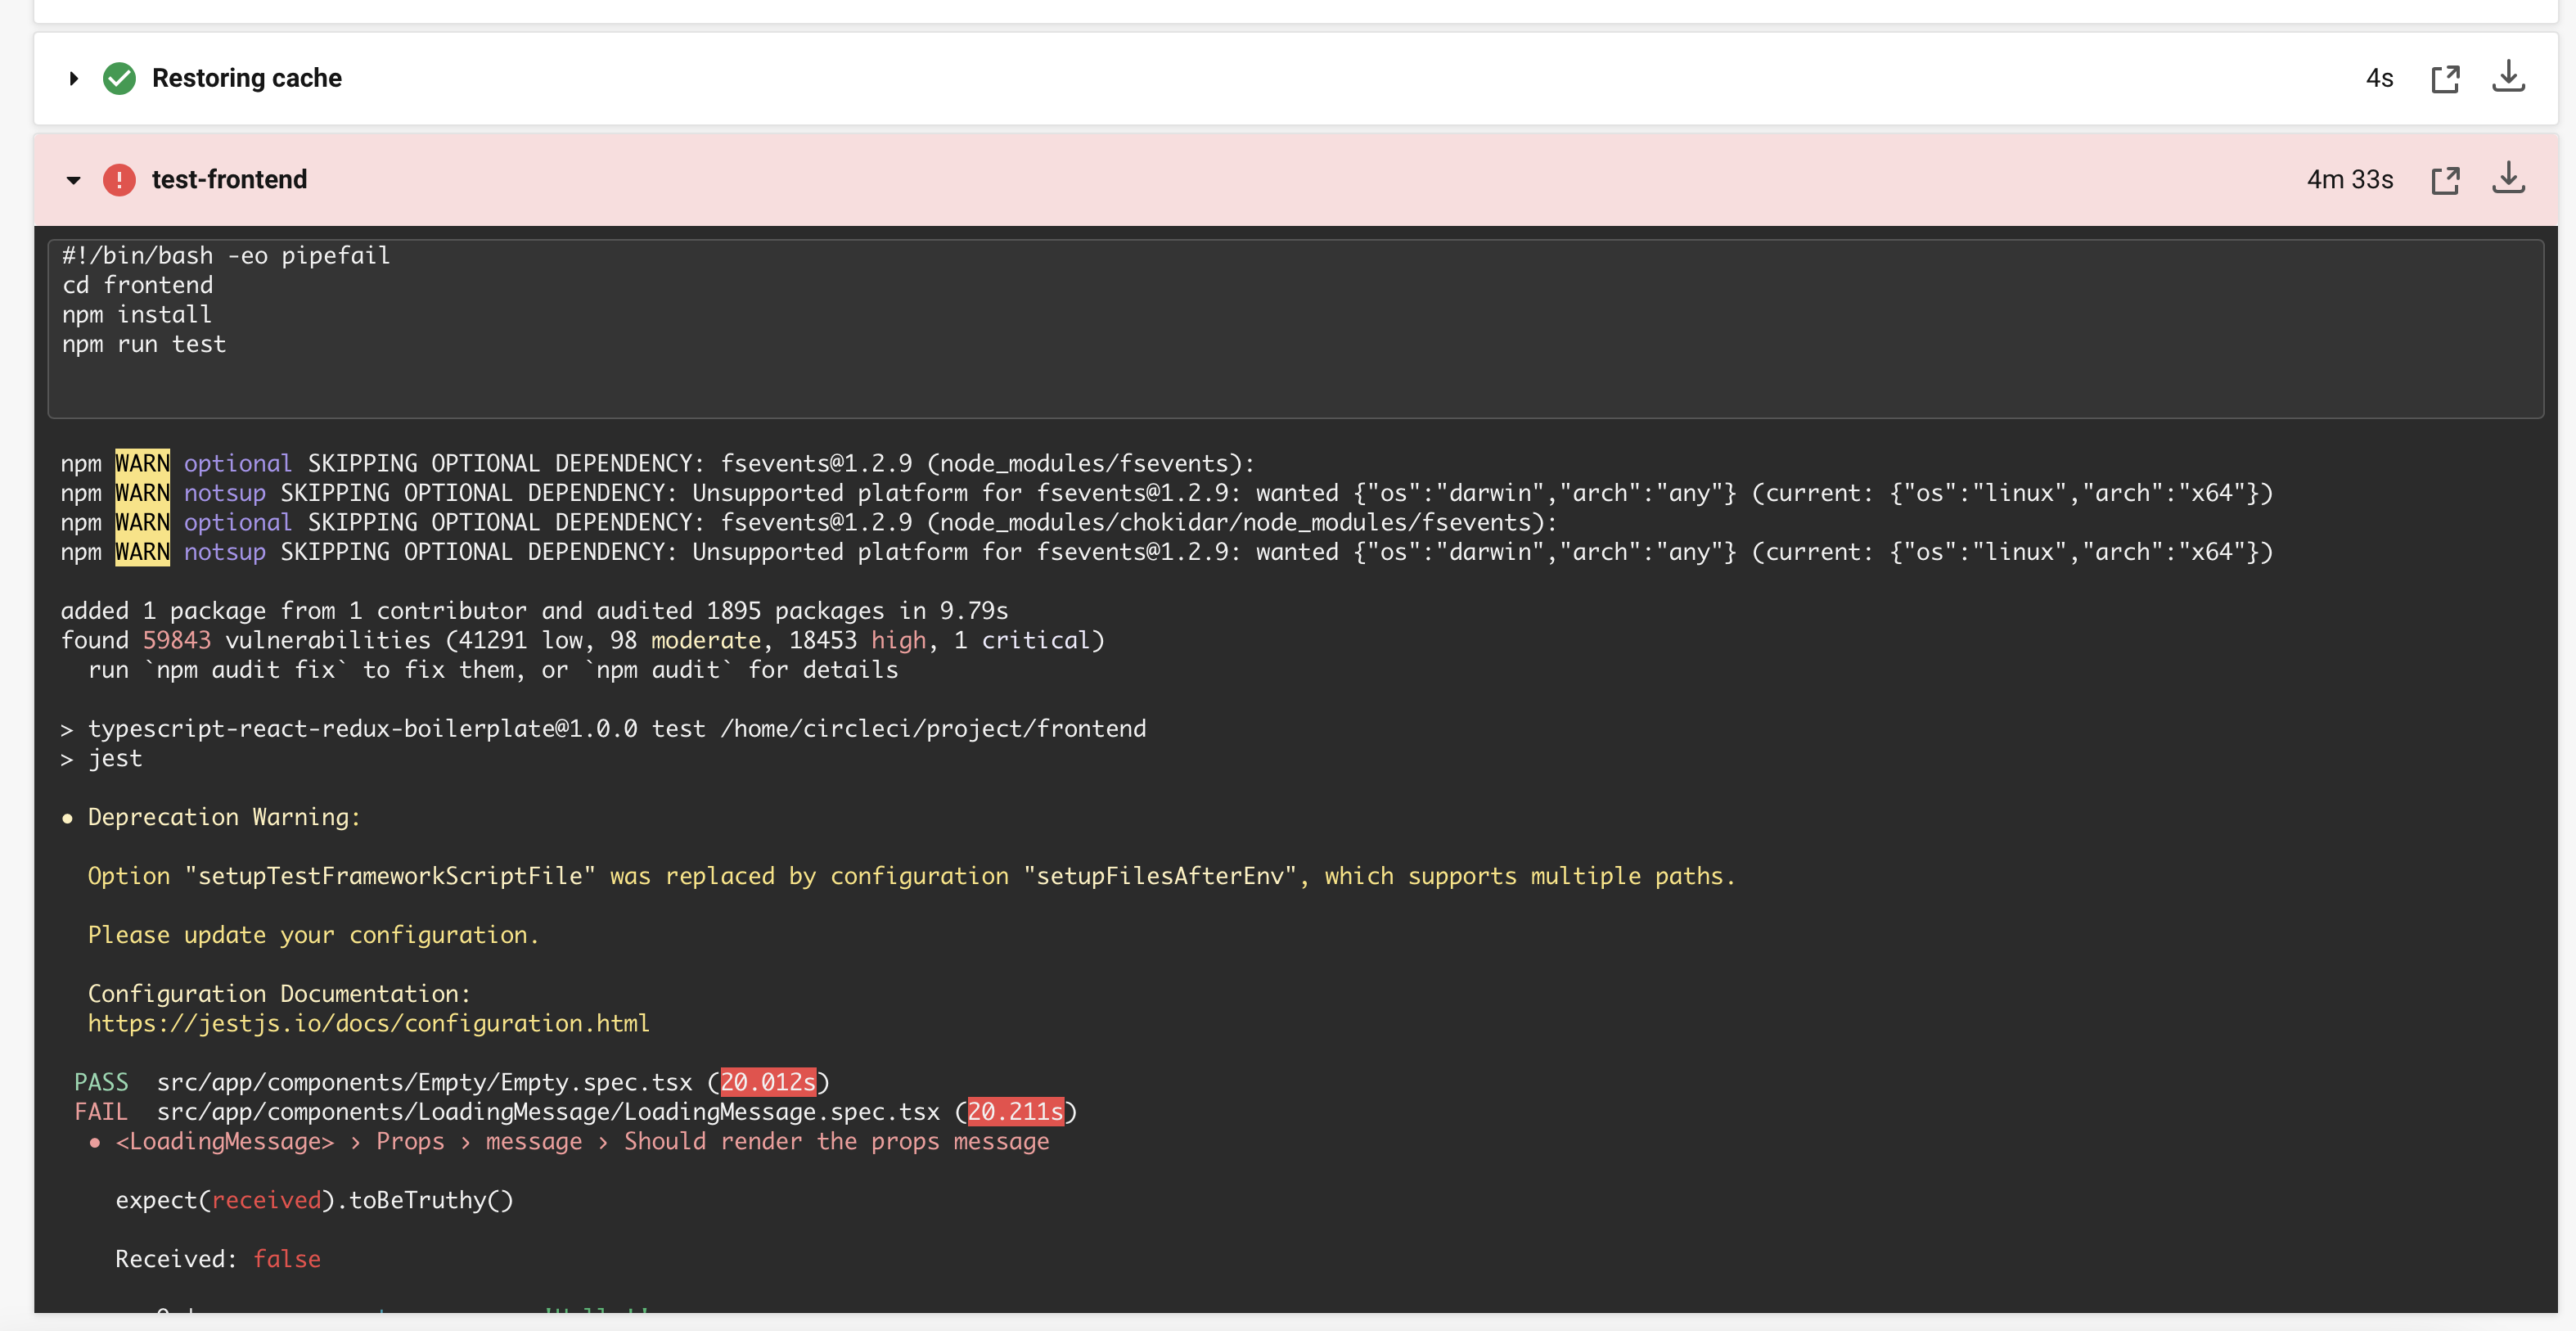 Restoring cache 4s
! test-frontend 4m 33s
#!/bin/bash -eo pipefail
cd frontend
npm install
npm run test
npm WARN optional SKIPPING OPTIONAL DEPENDENCY: fsevents@1.2.9 (node_modules/fsevents):
npm WARN notsup SKIPPING OPTIONAL DEPENDENCY: Unsupported platform for fsevents@1.2.9: wanted {"os":"darwin","arch":"any"} (current: {"os":"linux","arch":"x64"})
npm WARN optional SKIPPING OPTIONAL DEPENDENCY: fsevents@1.2.9 (node_modules/chokidar/node_modules/fsevents):
npm WARN notsup SKIPPING OPTIONAL DEPENDENCY: Unsupported platform for fsevents@1.2.9: wanted {"os":"darwin","arch":"any"} (current: {"os":"linux","arch":"x64"})
added 1 package from 1 contributor and audited 1895 packages in 9.79s
found 59843 vulnerabilities (41291 low, 98 moderate, 18453 high, 1 critical)
run `npm audit fix` to fix them, or `npm audit` for details
> typescript-react-redux-boilerplate@1.0.0 test /home/circleci/project/frontend
> jest
● Deprecation Warning:
Option "setupTestFrameworkScriptFile" was replaced by configuration "setupFilesAfterEnv", which supports multiple paths.
Please update your configuration.
Configuration Documentation:
https://jestjs.io/docs/configuration.html
PASS src/app/components/Empty/Empty.spec.tsx (20.012s)
FAIL src/app/components/LoadingMessage/LoadingMessage.spec.tsx (20.211s)
● <LoadingMessage> › Props › message › Should render the props message
expect(received).toBeTruthy()
Received: false